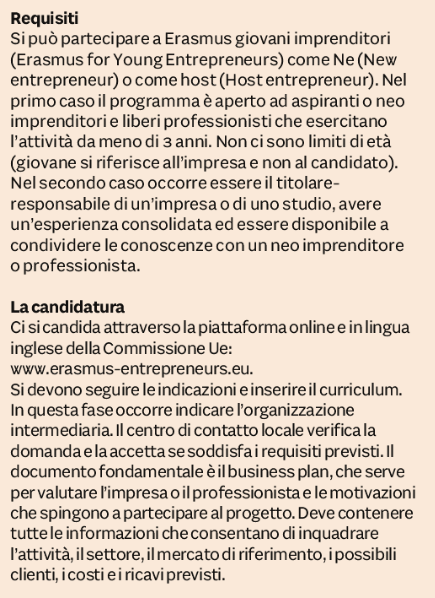 Requisiti
Si può partecipare a Erasmus giovani imprenditori
(Erasmus for Young Entrepreneurs) come Ne (New
entrepreneur) o come host (Host entrepreneur). Nel
primo caso il programma è aperto ad aspiranti o neo
imprenditori e liberi professionisti che esercitano
l'attività da meno di 3 anni. Non ci sono limiti di età
(giovane si riferisce all'impresa e non al candidato).
Nel secondo caso occorre essere il titolare-
responsabile di un'impresa o di uno studio, avere
un'esperienza consolidata ed essere disponibile a
condividere le conoscenze con un neo imprenditore
o professionista.

La candidatura
Ci si candida attraverso la piattaforma online e in lingua
inglese della Commissione Ue:
www.erasmus-entrepreneurs.eu.
Si devono seguire le indicazioni e inserire il curriculum.
In questa fase occorre indicare l'organizzazione
intermediaria. Il centro di contatto locale verifica la
domanda e la accetta se soddisfa i requisiti previsti. Il
documento fondamentale è il business plan, che serve
per valutare l'impresa o il professionista e le motivazioni
che spingono a partecipare al progetto. Deve contenere
tutte le informazioni che consentano di inquadrare
l'attività, il settore, il mercato di riferimento, i possibili
clienti, i costi e i ricavi previsti.